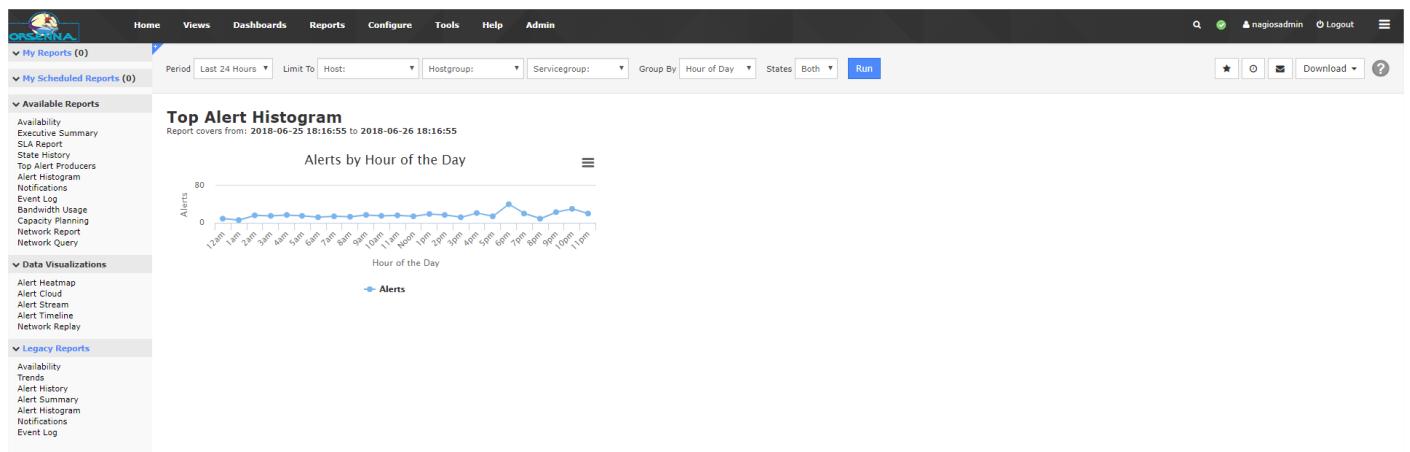 ORSENNA
Home Views Dashboards Reports Configure Tools Help Admin
nagiosadmin Logout
My Reports (0)
My Scheduled Reports (0)
Available Reports
Availability
Executive Summary
SLA Report
State History
Top Alert Producers
Alert Histogram
Notifications
Event Log
Bandwidth Usage
Capacity Planning
Network Report
Network Query
Data Visualizations
Alert Heatmap
Alert Cloud
Alert Stream
Alert Timeline
Network Replay
Legacy Reports
Availability
Trends
Alert History
Alert Summary
Alert Histogram
Notifications
Event Log
Period Last 24 Hours Limit To Host: Hostgroup: Servicegroup: Group By Hour of Day States Both Run
Download ?
Top Alert Histogram
Report covers from: 2018-06-25 18:16:55 to 2018-06-26 18:16:55
Alerts by Hour of the Day
Alerts
80
0
12am 1am 2am 3am 4am 5am 6am 7am 8am 9am 10am 11am Noon 1pm 2pm 3pm 4pm 5pm 6pm 7pm 8pm 9pm 10pm 11pm
Hour of the Day
Alerts